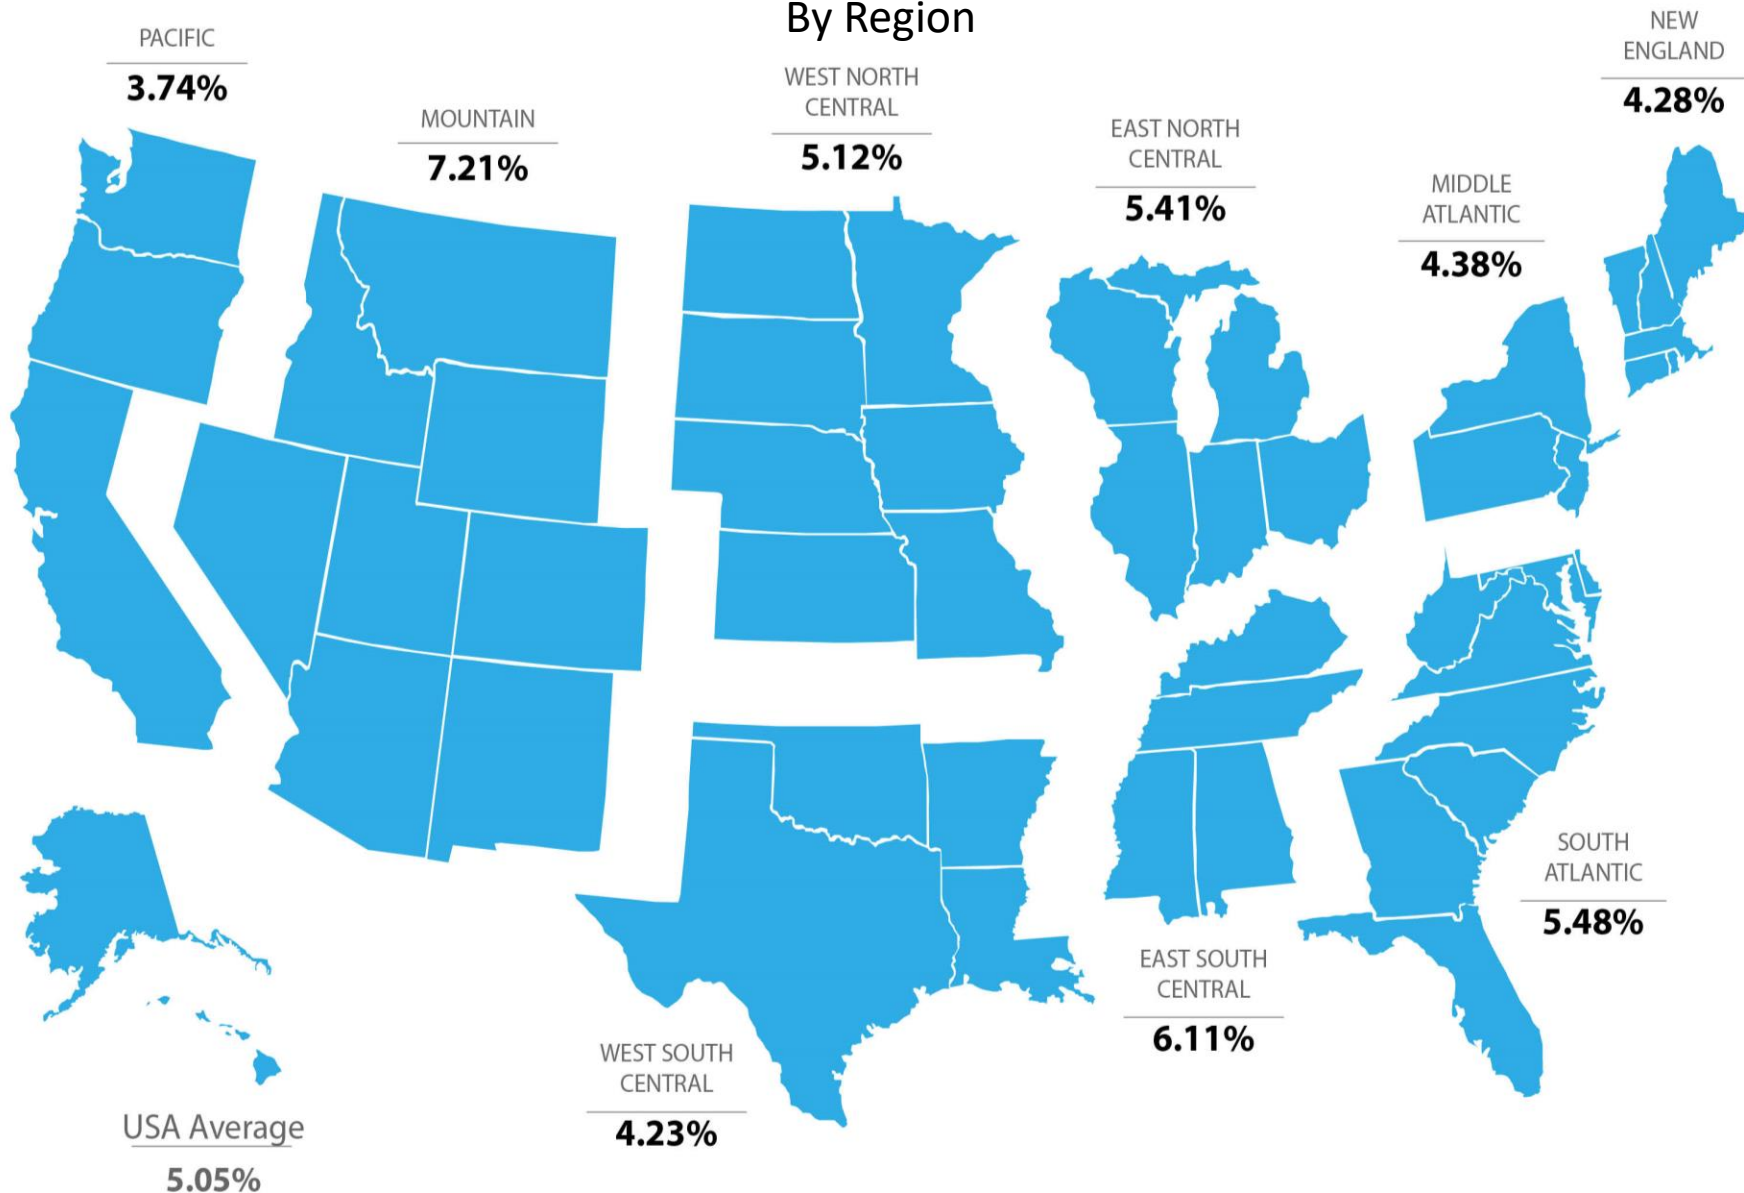 By Region
PACIFIC
3.74%
MOUNTAIN
7.21%
WEST NORTH
CENTRAL
5.12%
EAST NORTH
CENTRAL
5.41%
MIDDLE
ATLANTIC
4.38%
NEW
ENGLAND
4.28%
SOUTH
ATLANTIC
5.48%
EAST SOUTH
CENTRAL
6.11%
WEST SOUTH
CENTRAL
4.23%
USA Average
5.05%